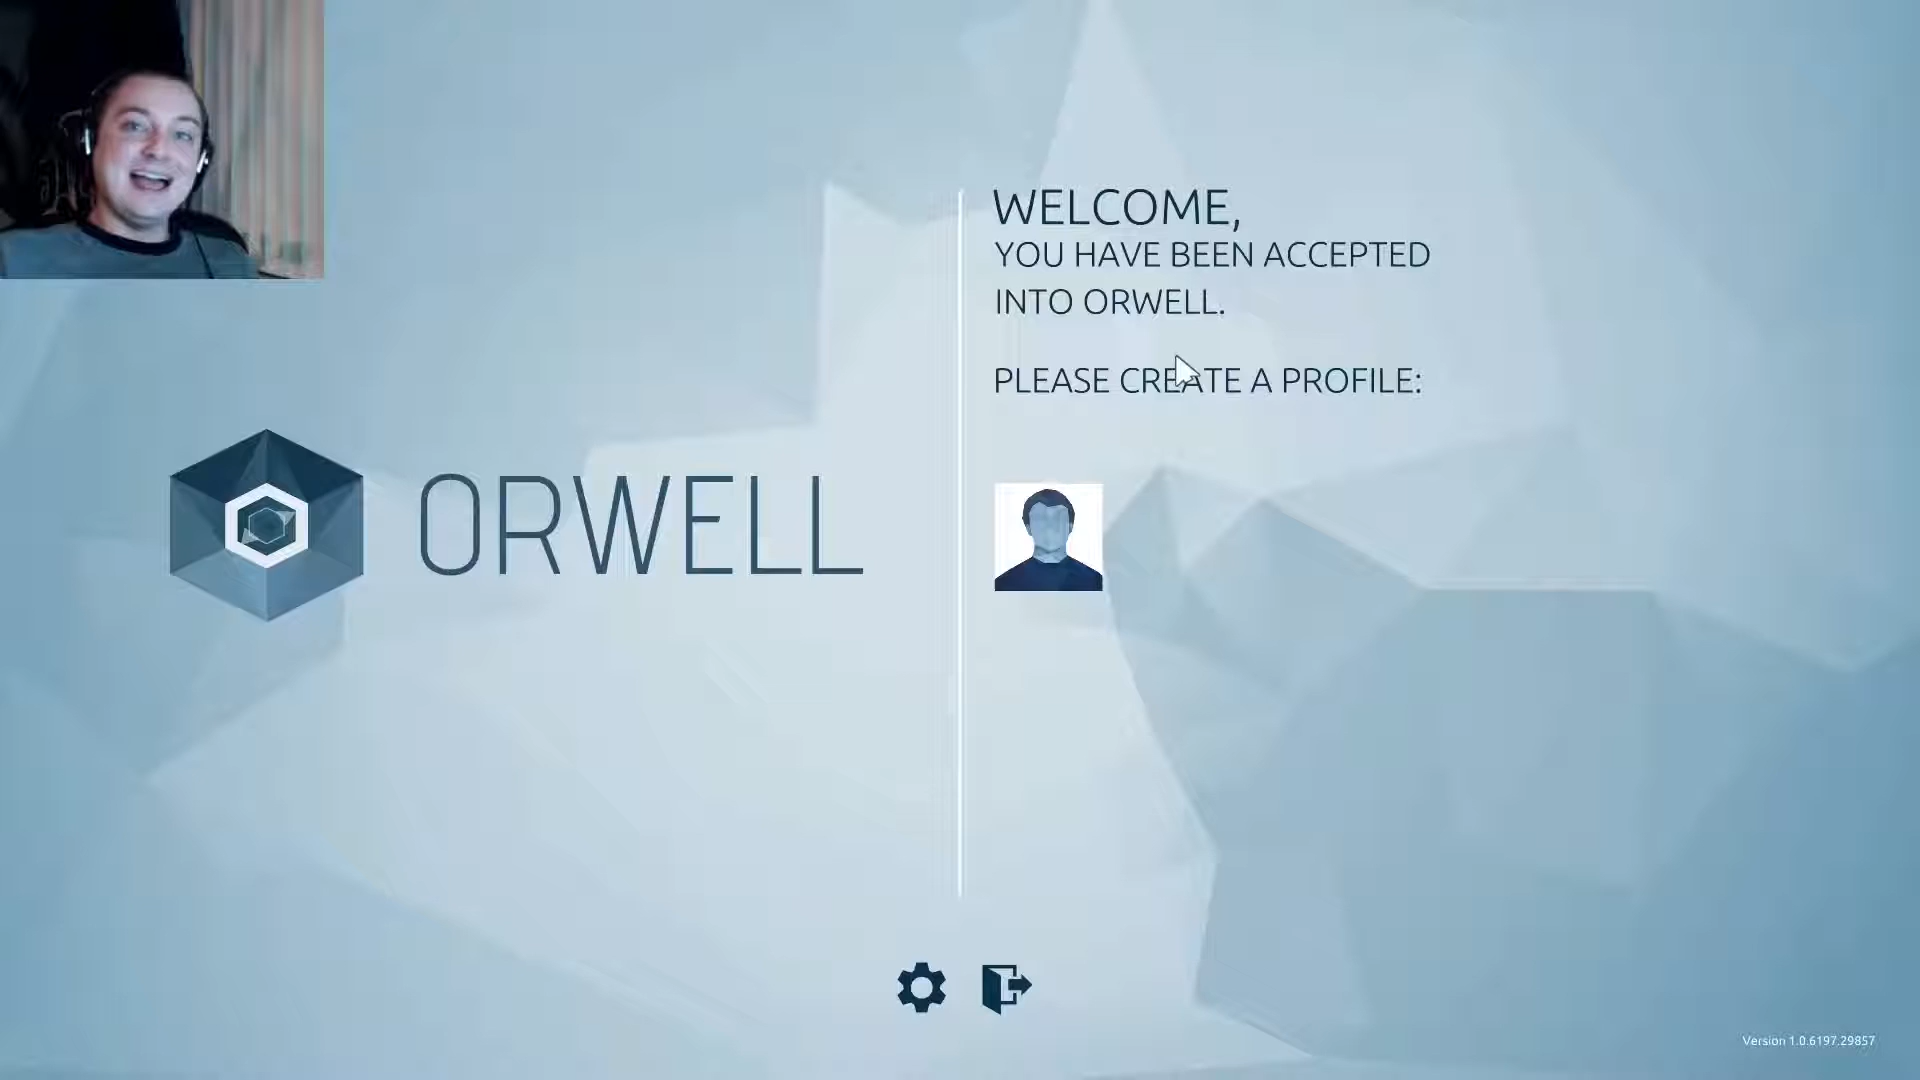 WELCOME,
YOU HAVE BEEN ACCEPTED
INTO ORWELL.
PLEASE CREATE A PROFILE:
ORWELL
Version 1.0.6197.29857